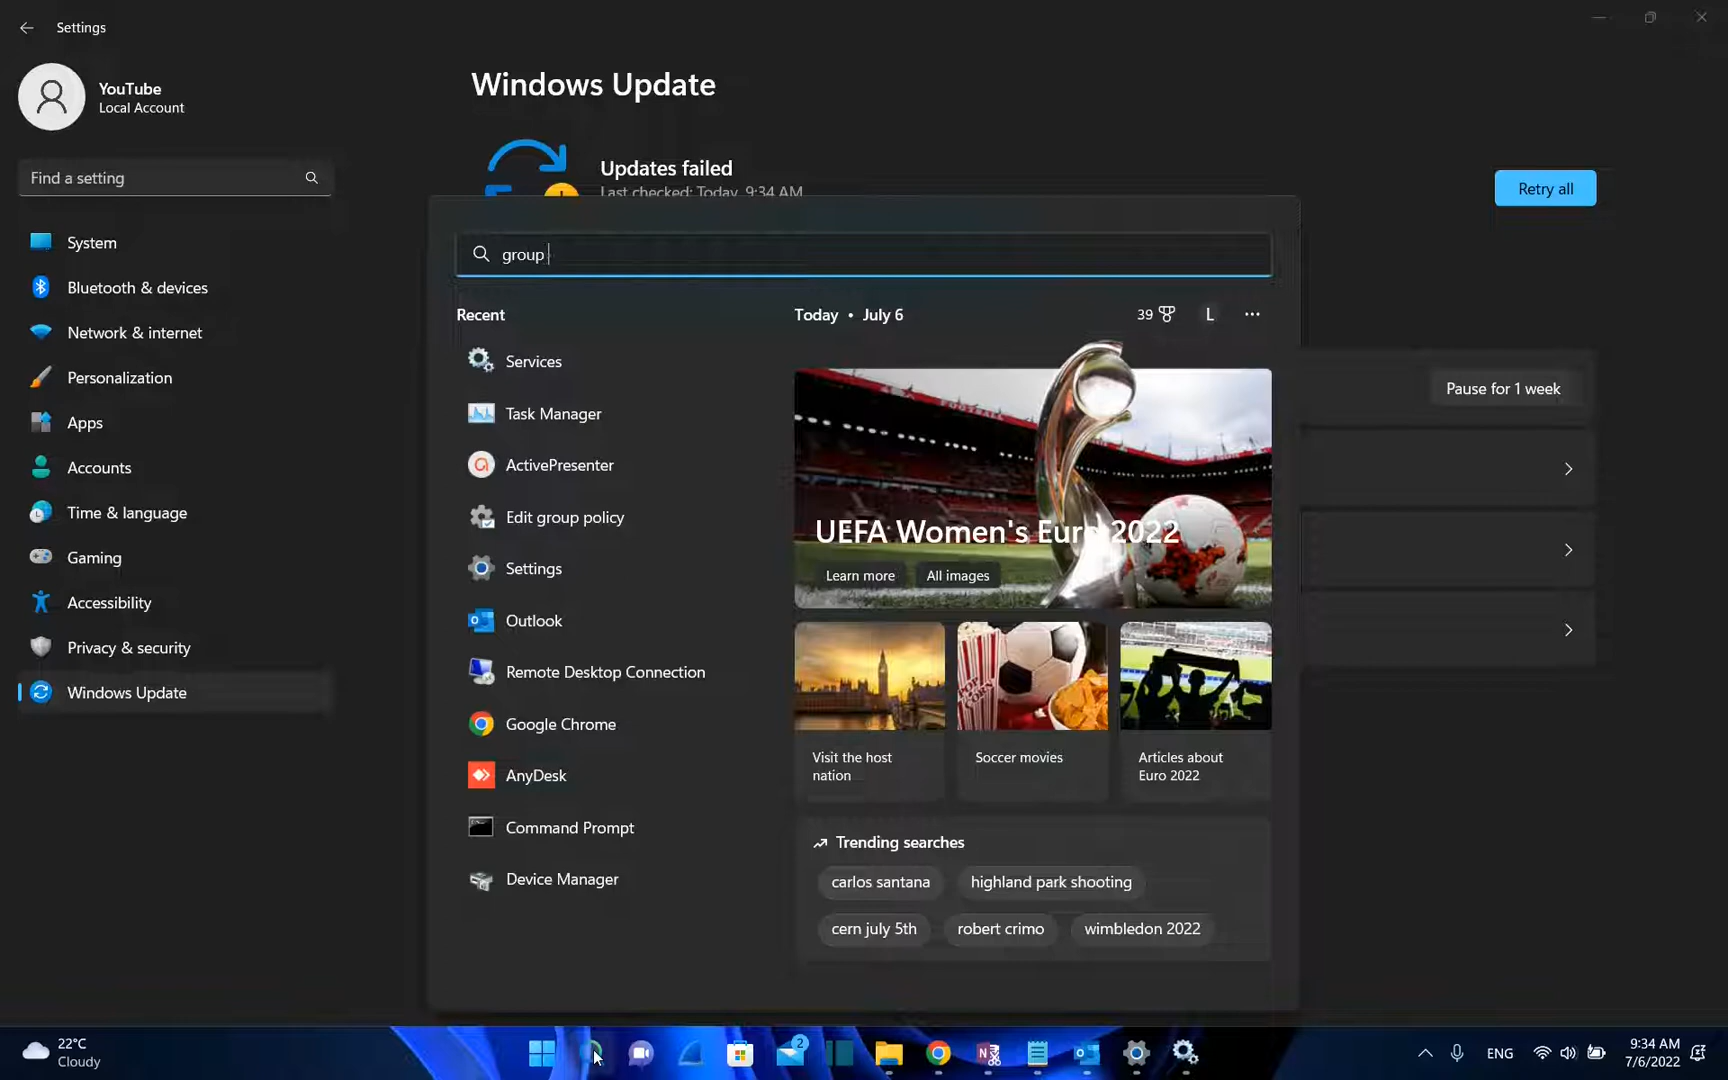 Settings
YouTube
Local Account
Find a setting
System
Bluetooth & devices
Network & internet
Personalization
Apps
Accounts
Time & language
Gaming
Accessibility
Privacy & security
Windows Update
Windows Update
Updates failed
Last checked: Today, 9:34 AM
Retry all
Pause for 1 week
group
Recent
Services
Task Manager
ActivePresenter
Edit group policy
Settings
Outlook
Remote Desktop Connection
Google Chrome
AnyDesk
Command Prompt
Device Manager
Today • July 6
39
L
UEFA Women's Euro 2022
Learn more
All images
Visit the host
nation
Soccer movies
Articles about
Euro 2022
Trending searches
carlos santana
highland park shooting
cern july 5th
robert crimo
wimbledon 2022
22°C
Cloudy
2
ENG
9:34 AM
7/6/2022